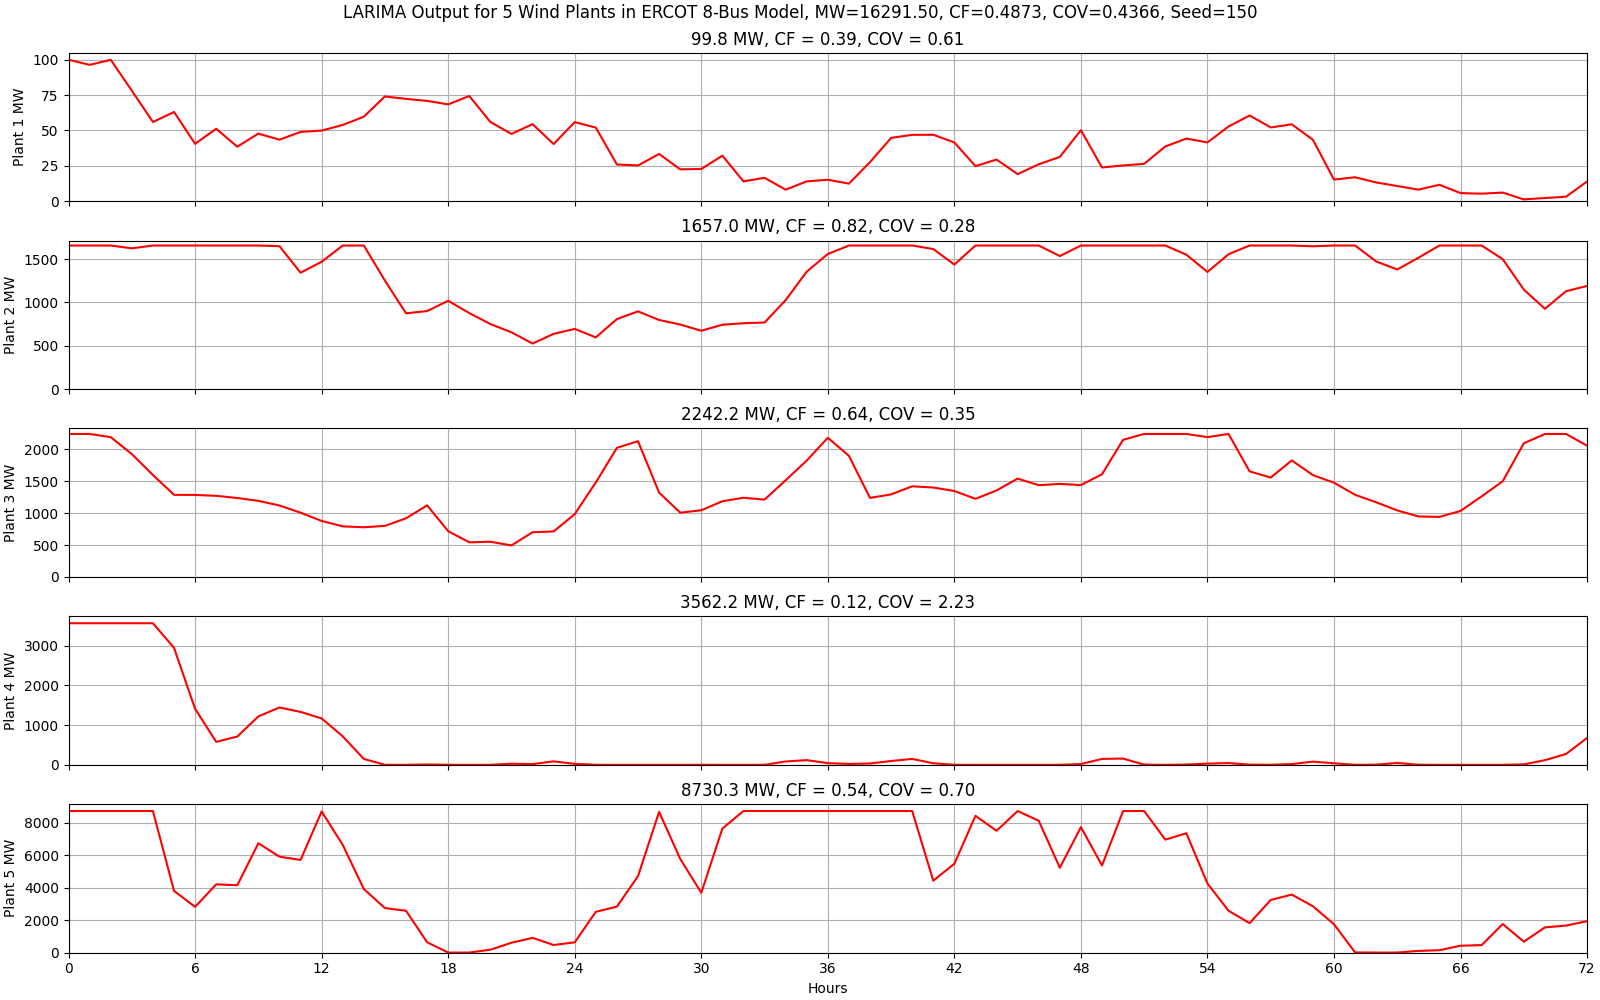 LARIMA Output for 5 Wind Plants in ERCOT 8-Bus Model, MW=16291.50, CF=0.4873, COV=0.4366, Seed=150
99.8 MW, CF = 0.39, COV = 0.61
100
75
50
25
0
Plant 1 MW
1657.0 MW, CF = 0.82, COV = 0.28
1500
1000
500
0
Plant 2 MW
2242.2 MW, CF = 0.64, COV = 0.35
2000
1500
1000
500
0
Plant 3 MW
3562.2 MW, CF = 0.12, COV = 2.23
3000
2000
1000
0
Plant 4 MW
8730.3 MW, CF = 0.54, COV = 0.70
8000
6000
4000
2000
0
Plant 5 MW
0 6 12 18 24 30 36 42 48 54 60 66 72
Hours